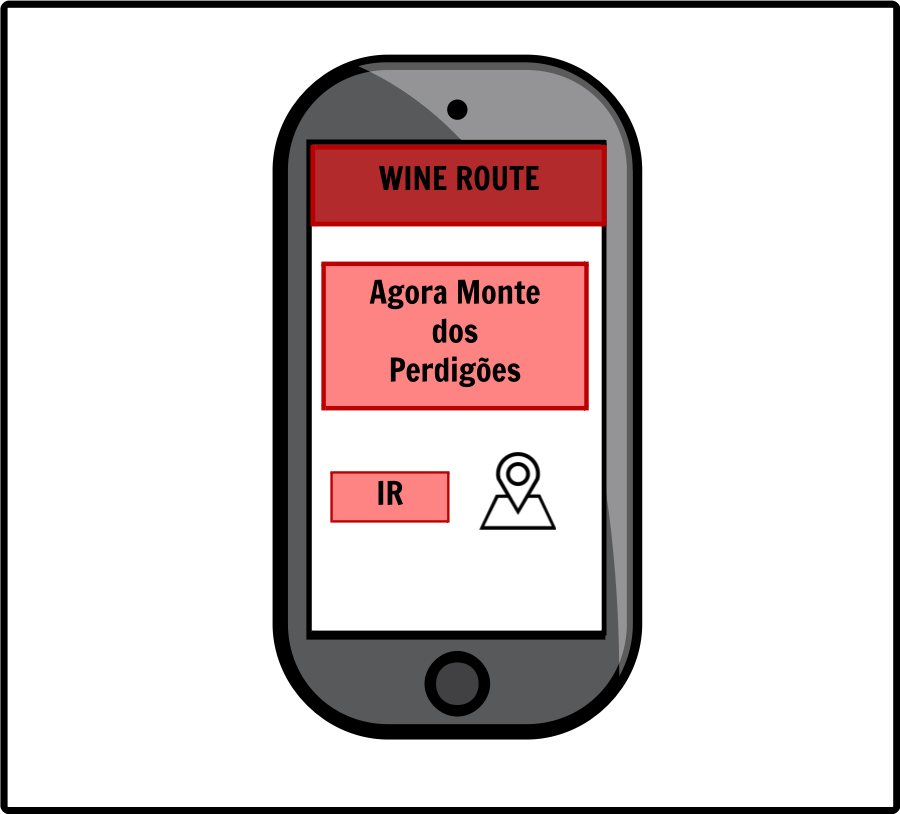 WINE ROUTE
Agora Monte
dos
Perdigões
IR